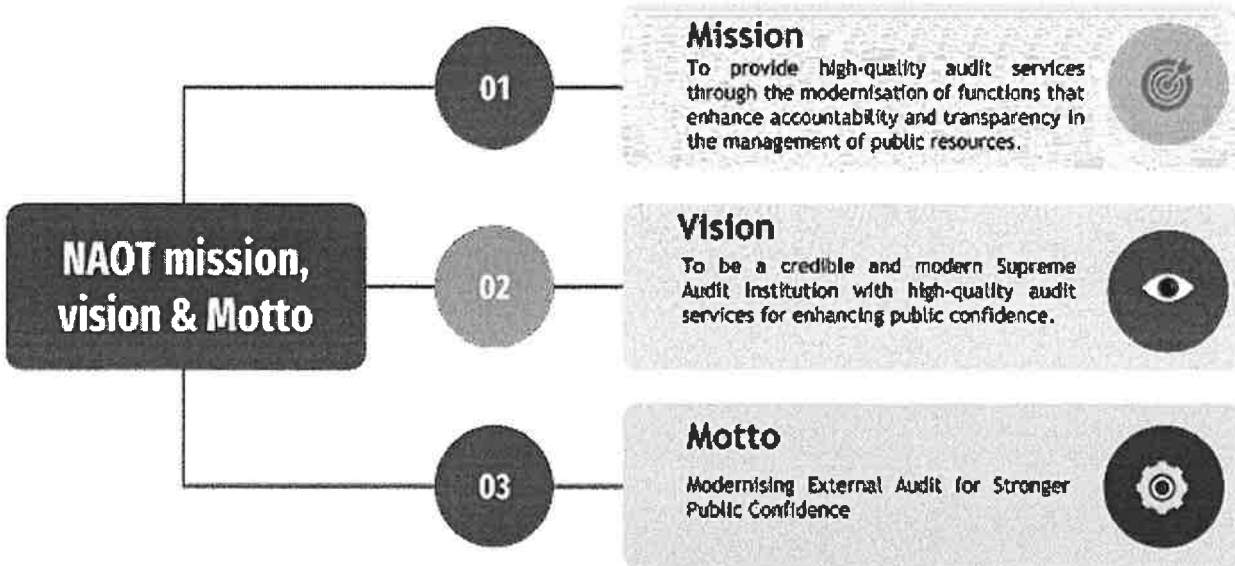 NAOT mission,
vision & Motto
01
Mission
To provide high-quality audit services
through the modernisation of functions that
enhance accountability and transparency in
the management of public resources.
02
Vision
To be a credible and modern Supreme
Audit Institution with high-quality audit
services for enhancing public confidence.
03
Motto
Modernising External Audit for Stronger
Public Confidence